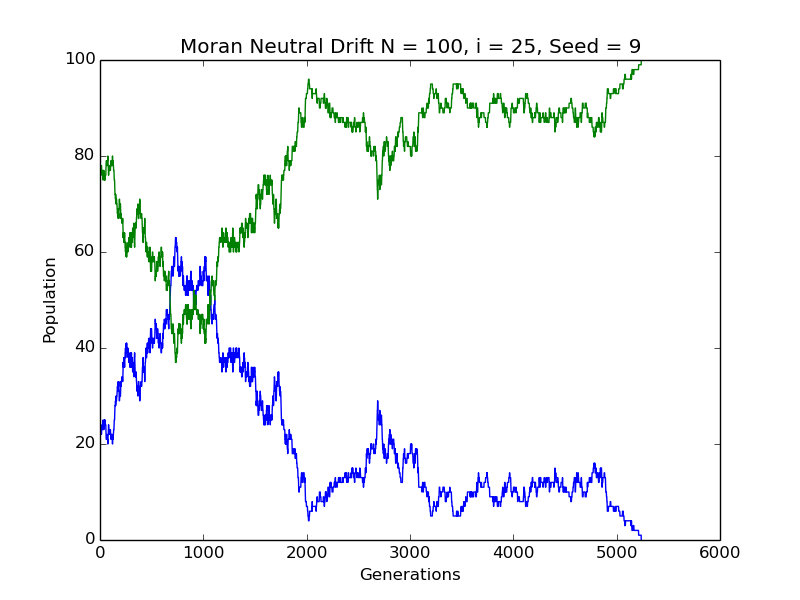 Moran Neutral Drift N = 100, i = 25, Seed = 9
100
80
60
40
20
0
Population
0 1000 2000 3000 4000 5000 6000
Generations